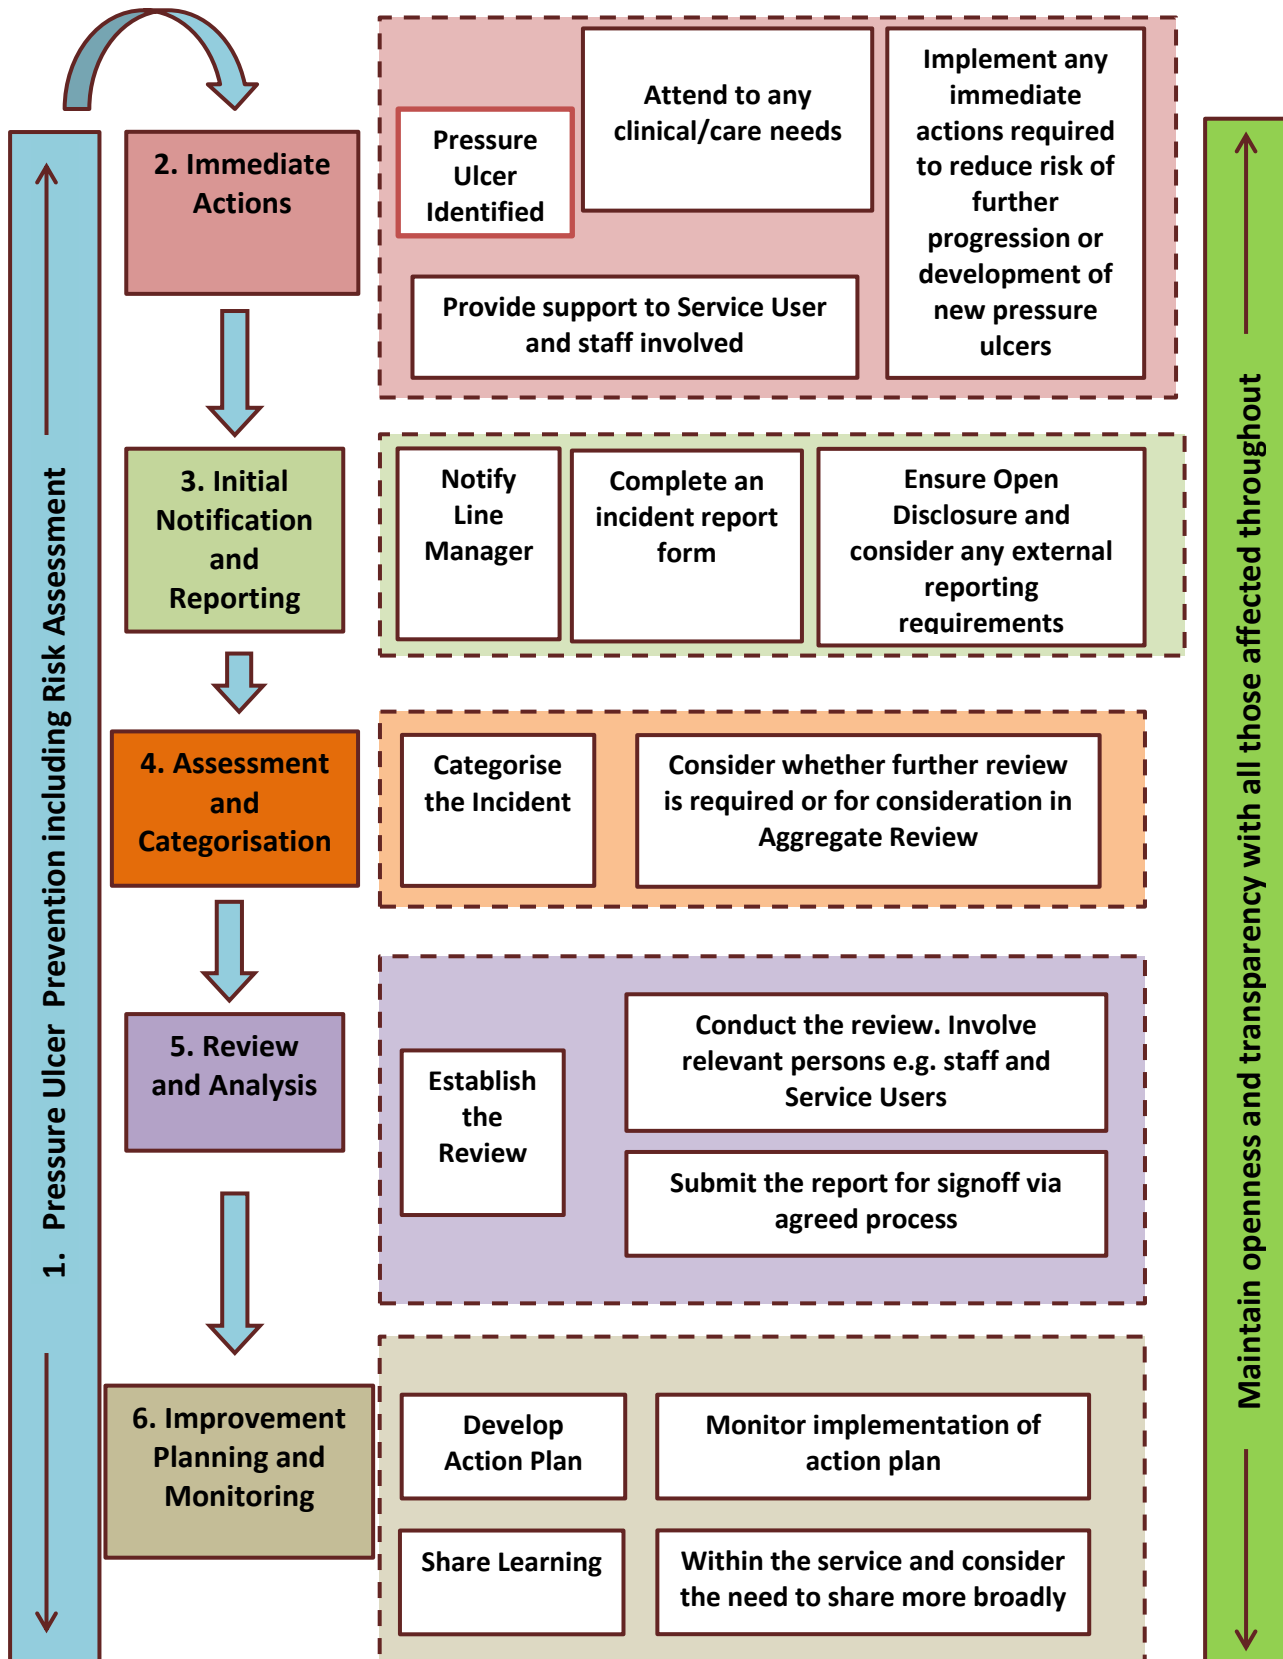 1. Pressure Ulcer Prevention including Risk Assessment
2. Immediate
Actions
Pressure
Ulcer
Identified
Attend to any
clinical/care needs
Implement any
immediate
actions required
to reduce risk of
further
progression or
development of
new pressure
ulcers
Provide support to Service User
and staff involved
3. Initial
Notification
and
Reporting
Notify
Line
Manager
Complete an
incident report
form
Ensure Open
Disclosure and
consider any external
reporting
requirements
4. Assessment
and
Categorisation
Categorise
the Incident
Consider whether further review
is required or for consideration in
Aggregate Review
5. Review
and Analysis
Establish
the
Review
Conduct the review. Involve
relevant persons e.g. staff and
Service Users
Submit the report for signoff via
agreed process
6. Improvement
Planning and
Monitoring
Develop
Action Plan
Monitor implementation of
action plan
Share Learning
Within the service and consider
the need to share more broadly
Maintain openness and transparency with all those affected throughout